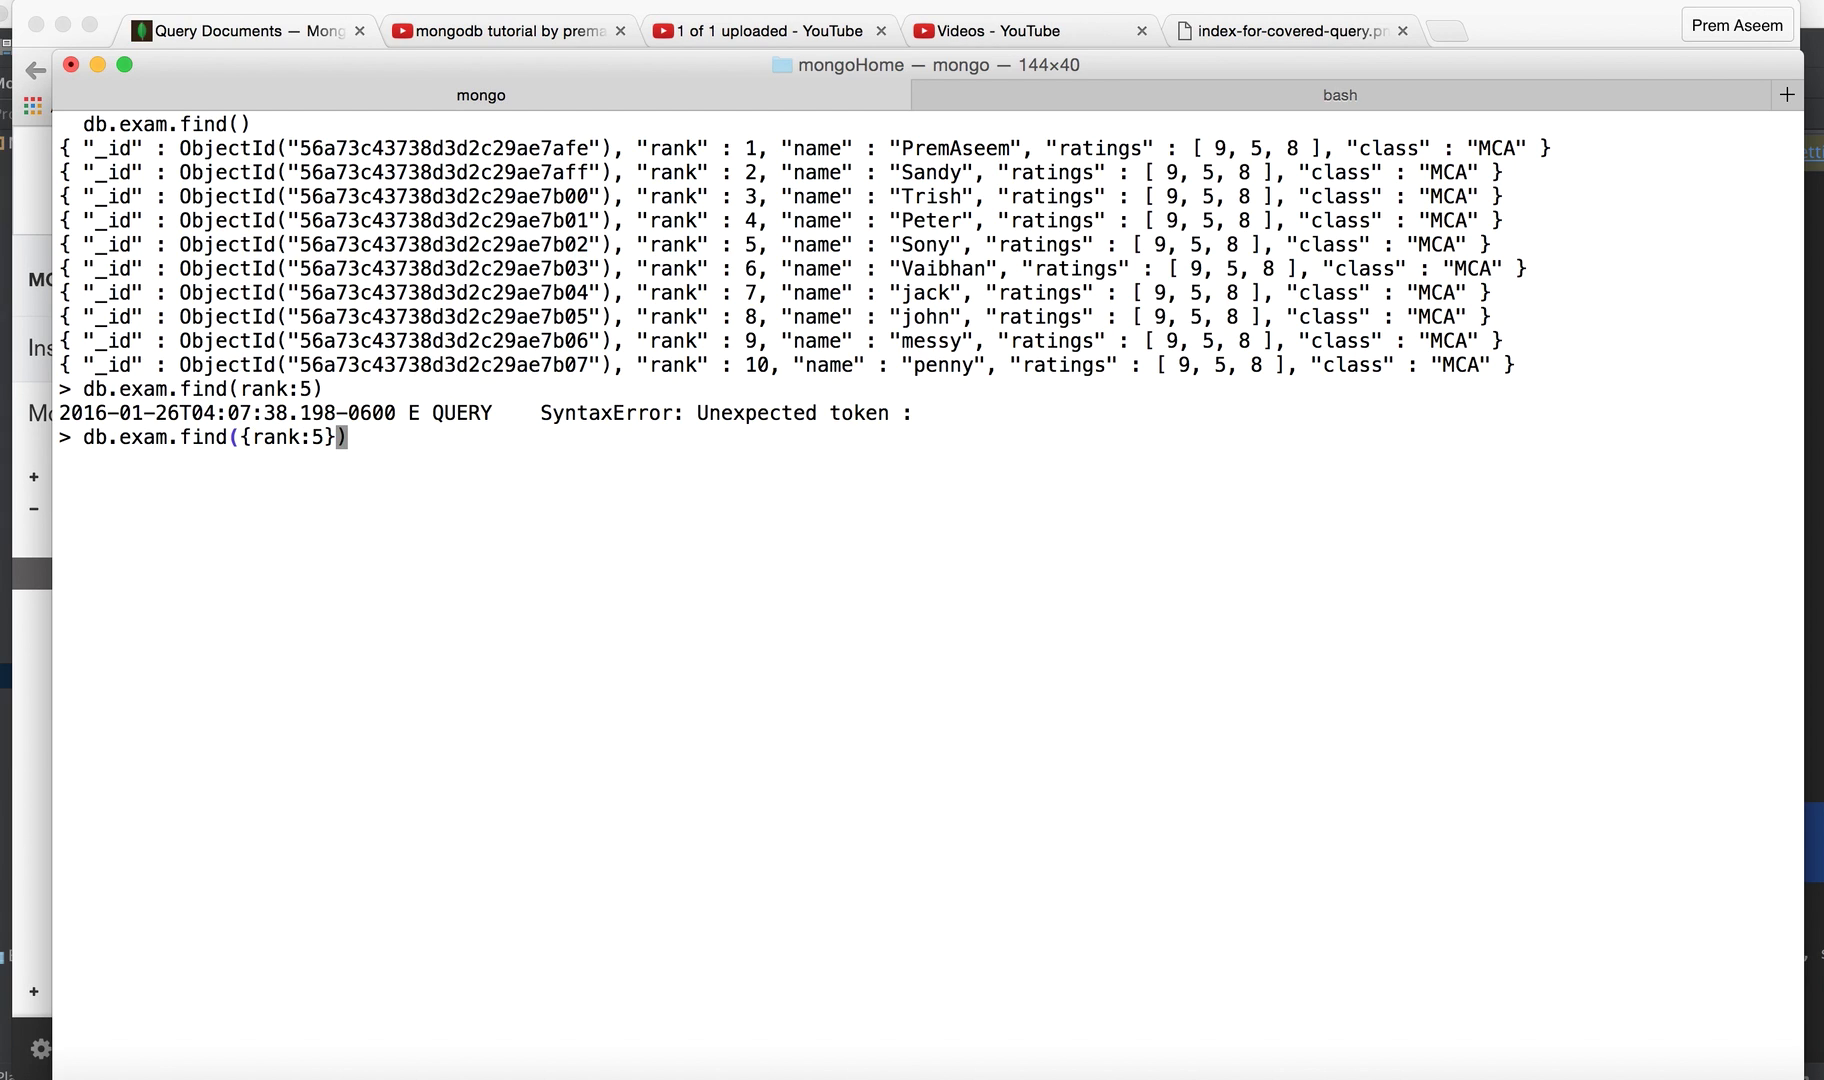 Query Documents — Mong
mongodb tutorial by prema
1 of 1 uploaded - YouTube
Videos - YouTube
index-for-covered-query.pn
Prem Aseem
mongoHome — mongo — 144×40
mongo
bash
db.exam.find()
{ "_id" : ObjectId("56a73c43738d3d2c29ae7afe"), "rank" : 1, "name" : "PremAseem", "ratings" : [ 9, 5, 8 ], "class" : "MCA" }
{ "_id" : ObjectId("56a73c43738d3d2c29ae7aff"), "rank" : 2, "name" : "Sandy", "ratings" : [ 9, 5, 8 ], "class" : "MCA" }
{ "_id" : ObjectId("56a73c43738d3d2c29ae7b00"), "rank" : 3, "name" : "Trish", "ratings" : [ 9, 5, 8 ], "class" : "MCA" }
{ "_id" : ObjectId("56a73c43738d3d2c29ae7b01"), "rank" : 4, "name" : "Peter", "ratings" : [ 9, 5, 8 ], "class" : "MCA" }
{ "_id" : ObjectId("56a73c43738d3d2c29ae7b02"), "rank" : 5, "name" : "Sony", "ratings" : [ 9, 5, 8 ], "class" : "MCA" }
{ "_id" : ObjectId("56a73c43738d3d2c29ae7b03"), "rank" : 6, "name" : "Vaibhan", "ratings" : [ 9, 5, 8 ], "class" : "MCA" }
{ "_id" : ObjectId("56a73c43738d3d2c29ae7b04"), "rank" : 7, "name" : "jack", "ratings" : [ 9, 5, 8 ], "class" : "MCA" }
{ "_id" : ObjectId("56a73c43738d3d2c29ae7b05"), "rank" : 8, "name" : "john", "ratings" : [ 9, 5, 8 ], "class" : "MCA" }
{ "_id" : ObjectId("56a73c43738d3d2c29ae7b06"), "rank" : 9, "name" : "messy", "ratings" : [ 9, 5, 8 ], "class" : "MCA" }
{ "_id" : ObjectId("56a73c43738d3d2c29ae7b07"), "rank" : 10, "name" : "penny", "ratings" : [ 9, 5, 8 ], "class" : "MCA" }
> db.exam.find(rank:5)
2016-01-26T04:07:38.198-0600 E QUERY    SyntaxError: Unexpected token :
> db.exam.find({rank:5})